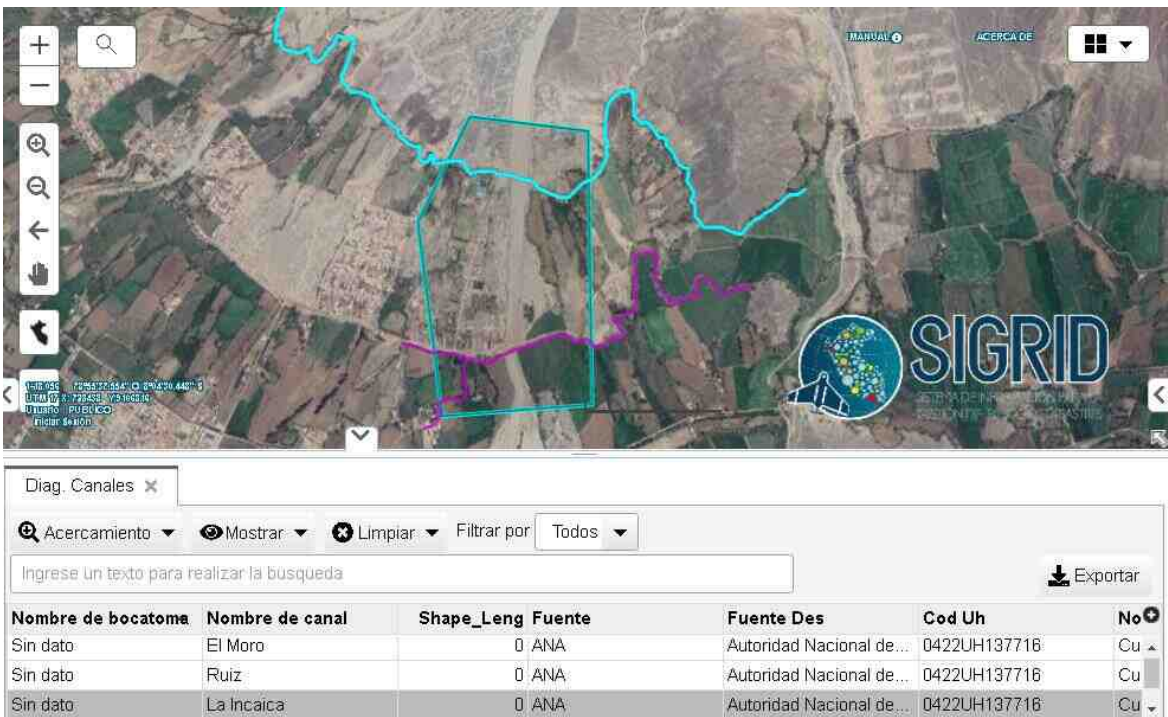 MANUAL
ACERCA DE
SIGRID
Usuario: PUBLICO
Iniciar Sesión
Diag. Canales
Acercamiento
Mostrar
Limpiar
Filtrar por
Todos
Ingrese un texto para realizar la busqueda
Exportar
Nombre de bocatoma Nombre de canal Shape_Leng Fuente Fuente Des Cod Uh No
Sin dato El Moro 0 ANA Autoridad Nacional de... 0422UH137716 Cu
Sin dato Ruiz 0 ANA Autoridad Nacional de... 0422UH137716 Cu
Sin dato La Incaica 0 ANA Autoridad Nacional de... 0422UH137716 Cu